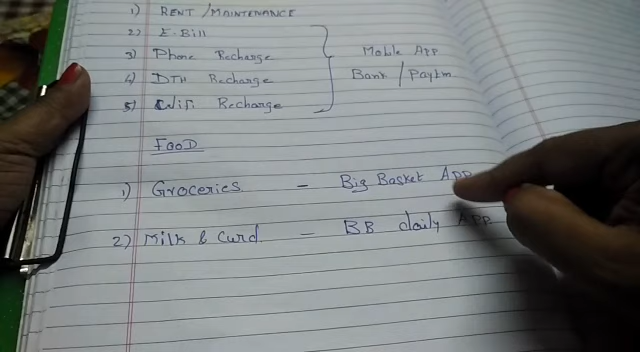 1) RENT / MAINTENANCE
2) E-Bill
3) Phone Recharge
4) DTH Recharge
5) Wifi Recharge
Mobile App
Bank / Paytm
FOOD
1) Groceries - Big Basket App
2) Milk & Curd - BB daily App